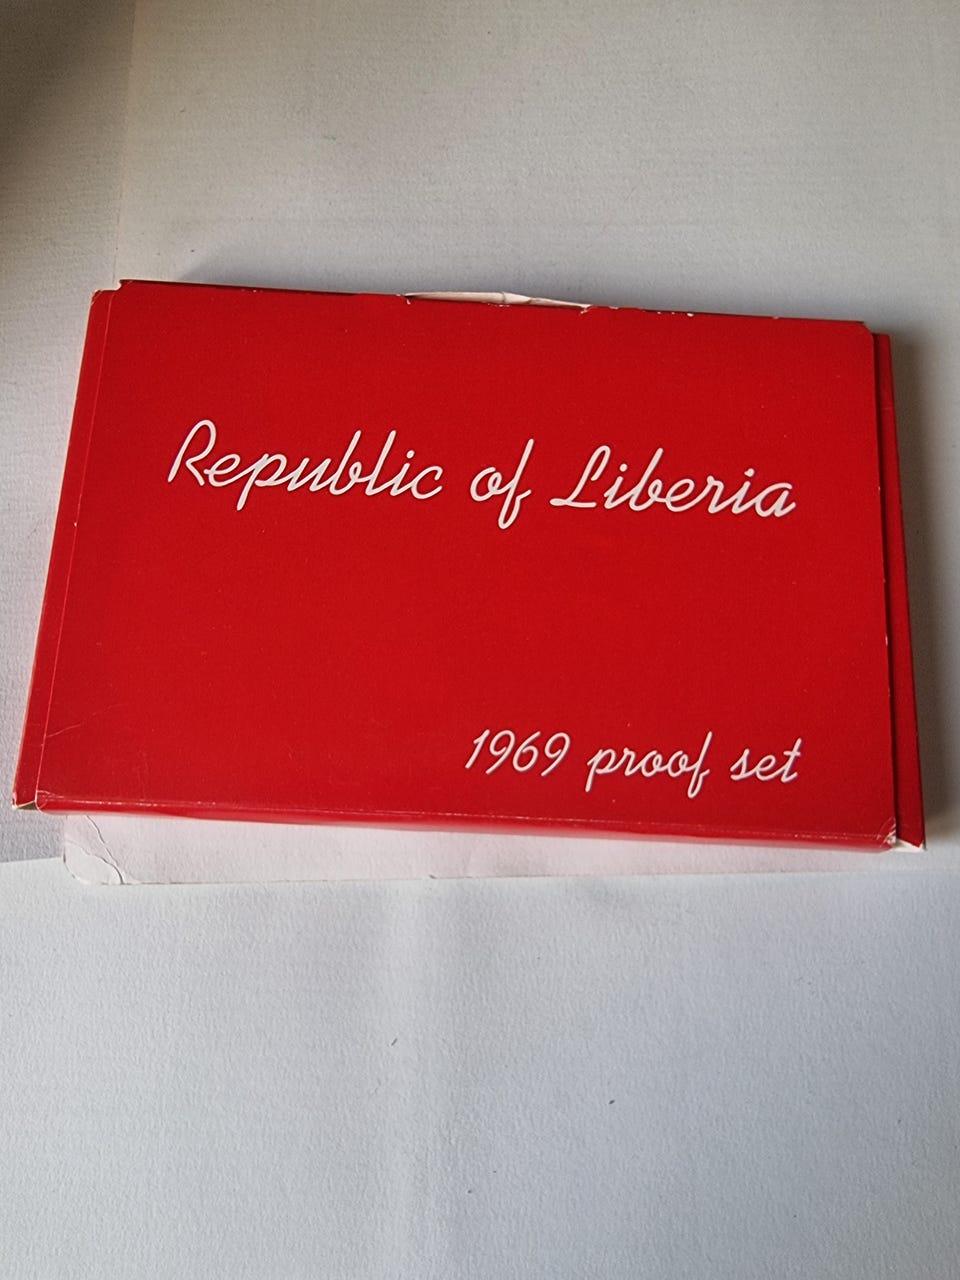 Republic of Liberia
1969 proof set